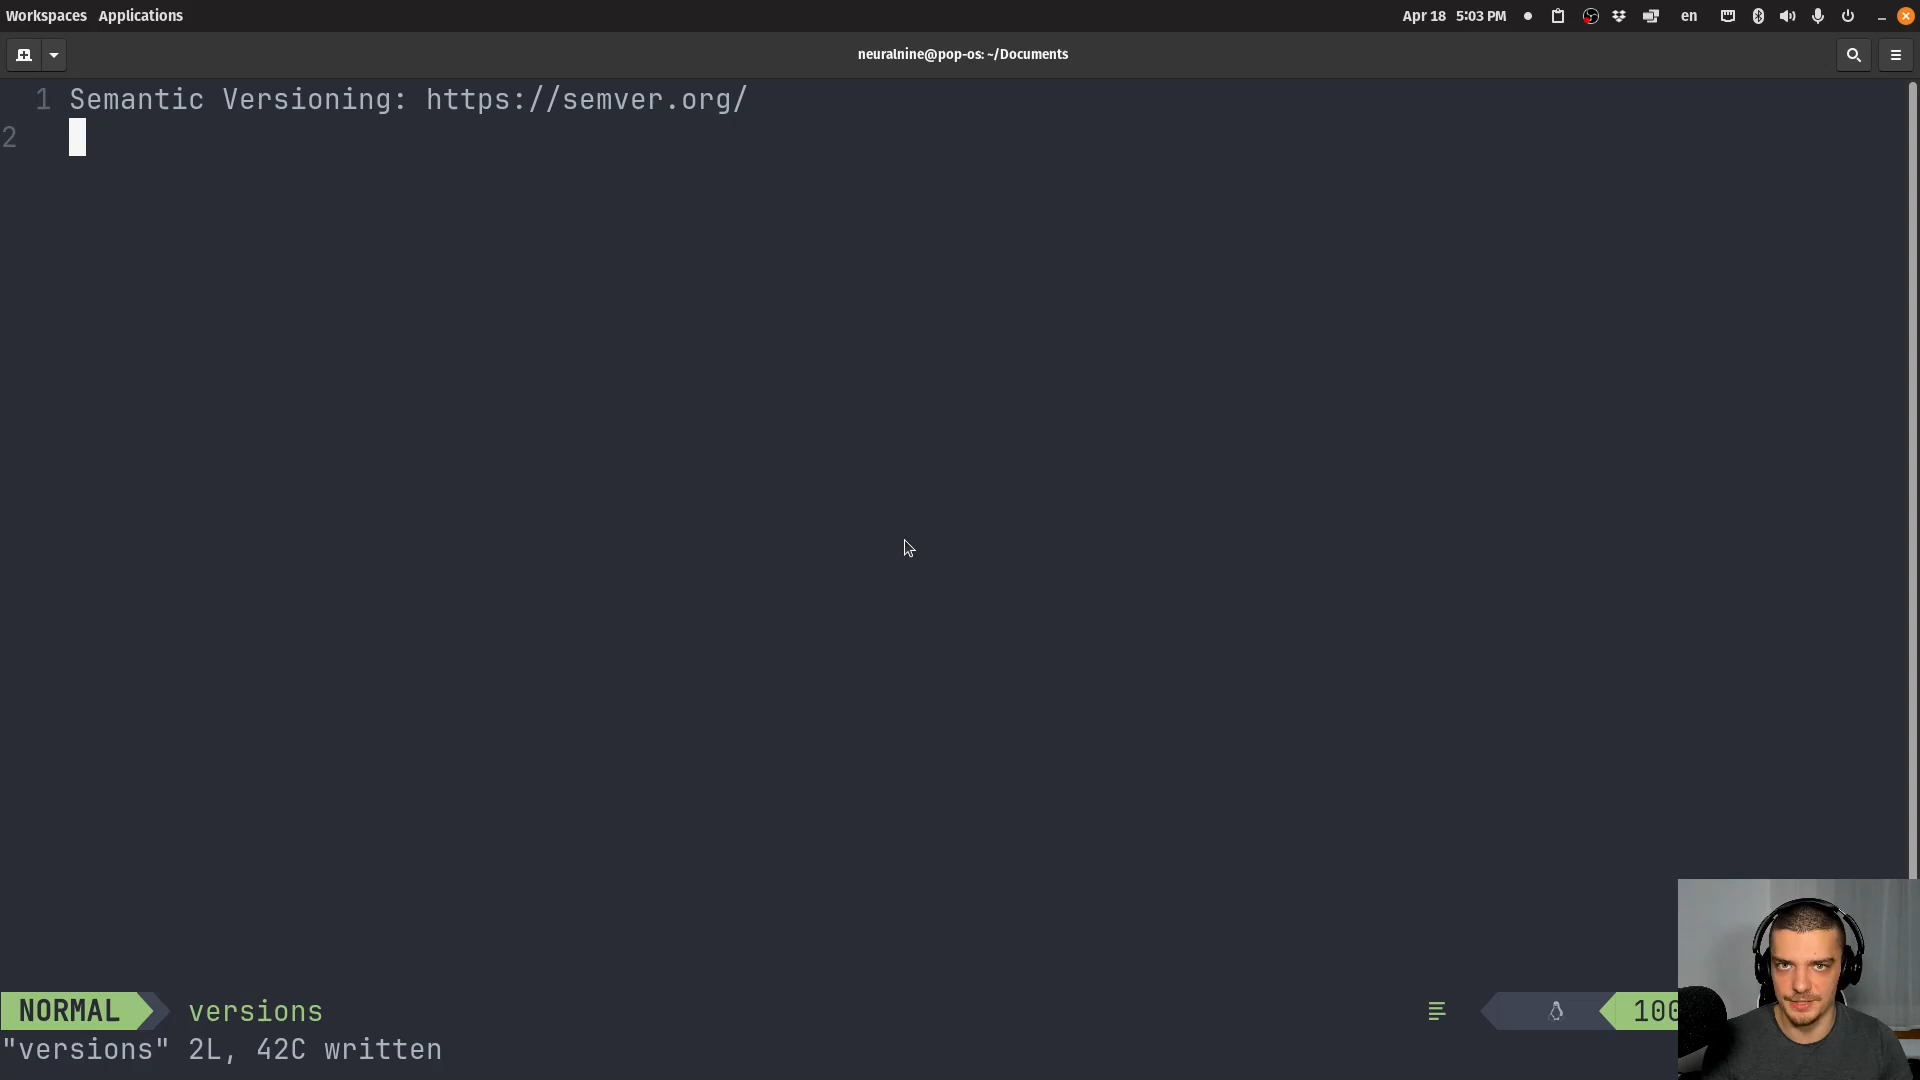 Workspaces Applications Apr 18 5:03 PM en
neuralnine@pop-os: ~/Documents
1 Semantic Versioning: https://semver.org/
2
NORMAL versions 100
"versions" 2L, 42C written